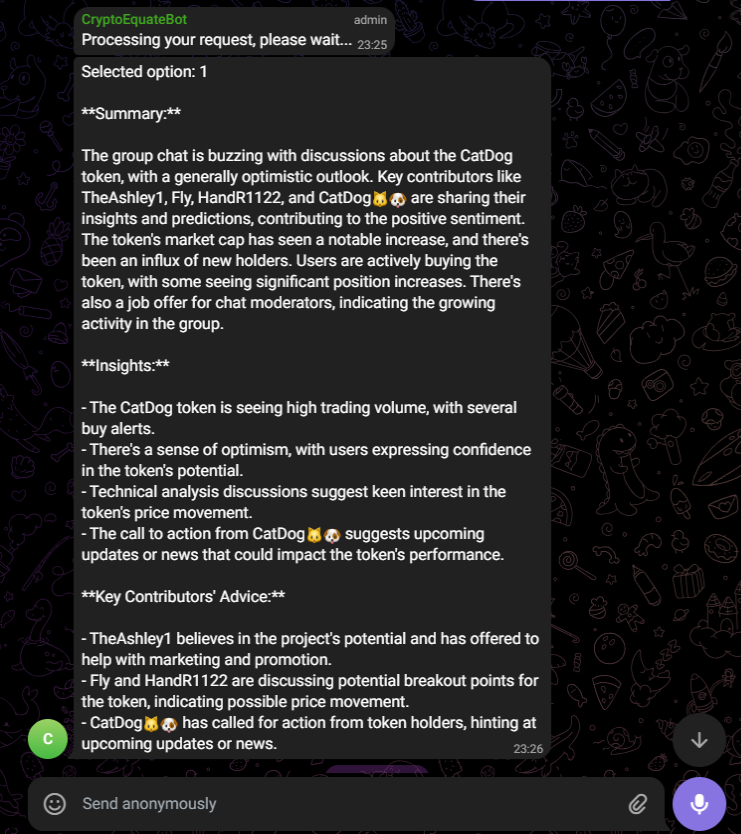 CryptoEquateBot admin
Processing your request, please wait... 23:25
Selected option: 1
**Summary:**
The group chat is buzzing with discussions about the CatDog
token, with a generally optimistic outlook. Key contributors like
TheAshley1, Fly, HandR1122, and CatDog🐱🐶 are sharing their
insights and predictions, contributing to the positive sentiment.
The token's market cap has seen a notable increase, and there's
been an influx of new holders. Users are actively buying the
token, with some seeing significant position increases. There's
also a job offer for chat moderators, indicating the growing
activity in the group.
**Insights:**
- The CatDog token is seeing high trading volume, with several
buy alerts.
- There's a sense of optimism, with users expressing confidence
in the token's potential.
- Technical analysis discussions suggest keen interest in the
token's price movement.
- The call to action from CatDog🐱🐶 suggests upcoming
updates or news that could impact the token's performance.
**Key Contributors' Advice:**
- TheAshley1 believes in the project's potential and has offered to
help with marketing and promotion.
- Fly and HandR1122 are discussing potential breakout points for
the token, indicating possible price movement.
- CatDog🐱🐶 has called for action from token holders, hinting at
upcoming updates or news. 23:26
C
Send anonymously